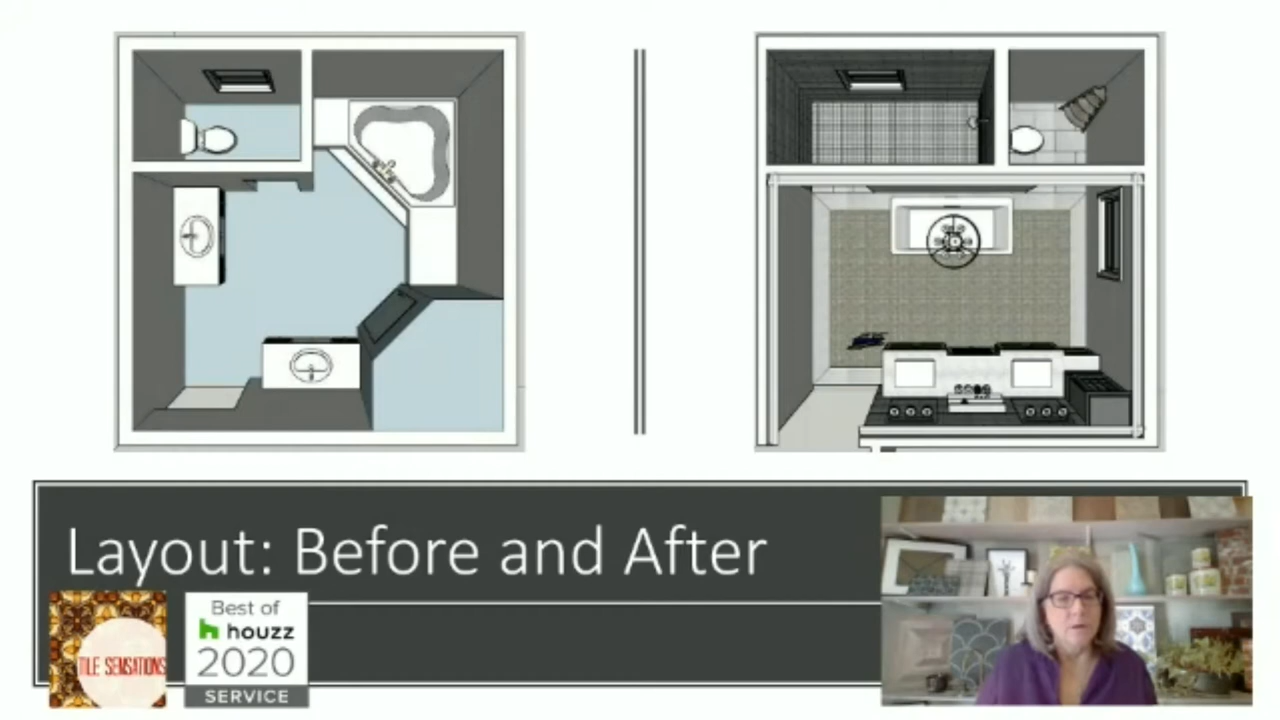 Layout: Before and After
TILE SENSATIONS
Best of
houzz
2020
SERVICE